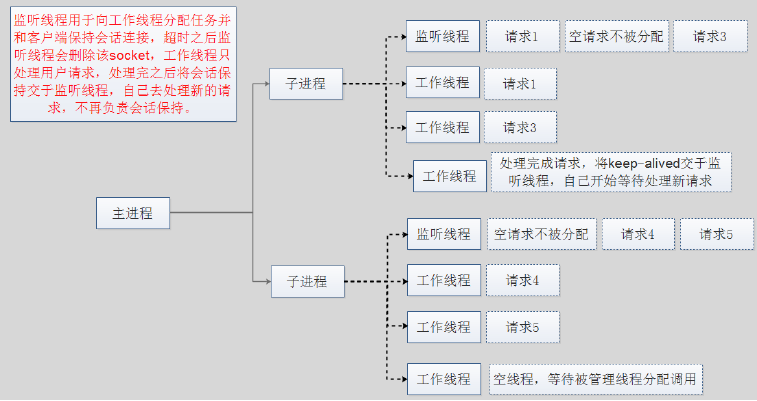 监听线程用于向工作线程分配任务并
和客户端保持会话连接，超时之后监
听线程会删除该socket，工作线程只
处理用户请求，处理完之后将会话保
持交于监听线程，自己去处理新的请
求，不再负责会话保持。
主进程
子进程
监听线程 请求1 空请求不被分配 请求3
工作线程 请求1
工作线程 请求3
工作线程
处理完成请求，将keep-alived交于监
听线程，自己开始等待处理新请求
子进程
监听线程 空请求不被分配 请求4 请求5
工作线程 请求4
工作线程 请求5
工作线程 空线程，等待被管理线程分配调用